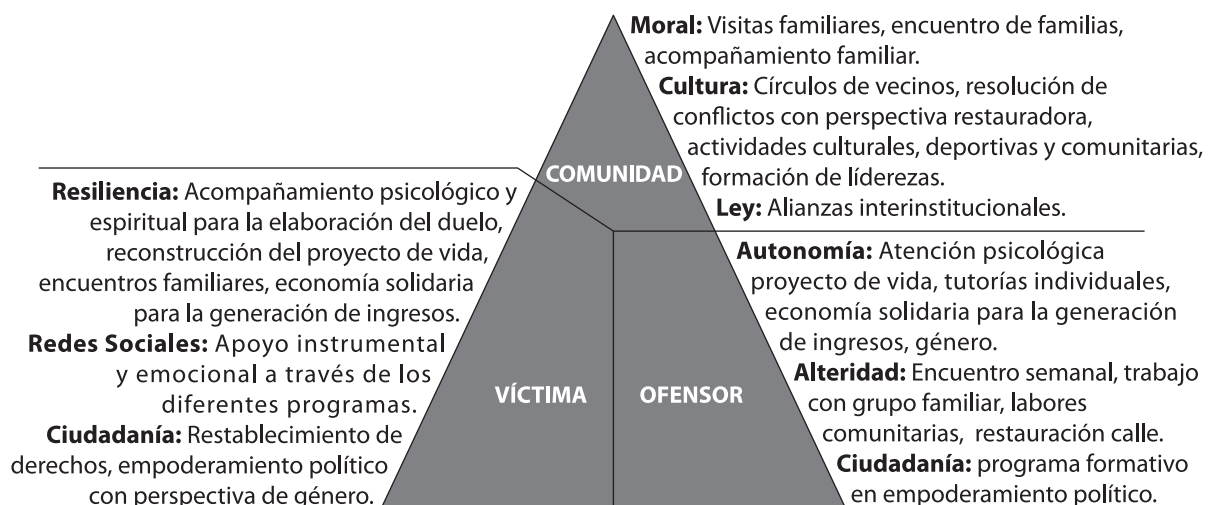 Moral: Visitas familiares, encuentro de familias,
acompañamiento familiar.
Cultura: Círculos de vecinos, resolución de
conflictos con perspectiva restauradora,
actividades culturales, deportivas y comunitarias,
formación de líderezas.
Ley: Alianzas interinstitucionales.
COMUNIDAD
Resiliencia: Acompañamiento psicológico y
espiritual para la elaboración del duelo,
reconstrucción del proyecto de vida,
encuentros familiares, economía solidaria
para la generación de ingresos.
Redes Sociales: Apoyo instrumental
y emocional a través de los
diferentes programas.
Ciudadanía: Restablecimiento de
derechos, empoderamiento político
con perspectiva de género.
VÍCTIMA
OFENSOR
Autonomía: Atención psicológica
proyecto de vida, tutorías individuales,
economía solidaria para la generación
de ingresos, género.
Alteridad: Encuentro semanal, trabajo
con grupo familiar, labores
comunitarias, restauración calle.
Ciudadanía: programa formativo
en empoderamiento político.